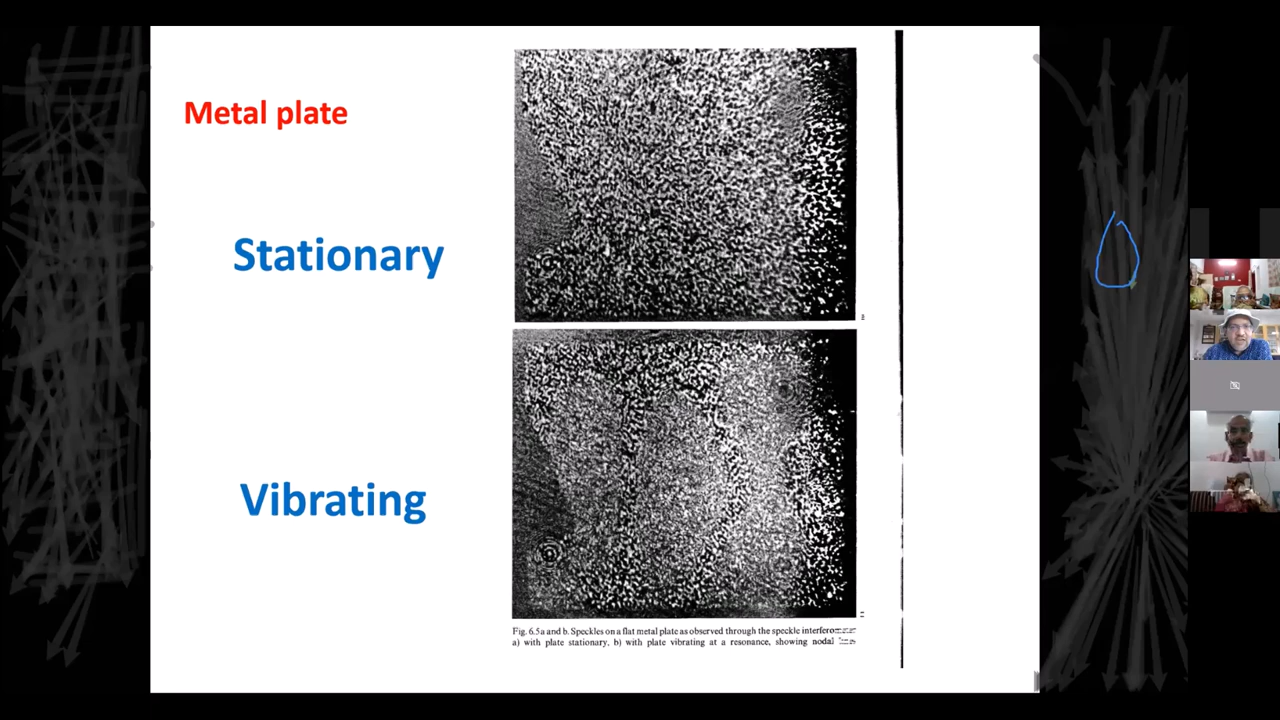 Metal plate
Stationary
Vibrating
Fig. 6.5a and b. Speckles on a flat metal plate as observed through the speckle
a) with plate stationary, b) with plate vibrating at a resonance, showing nodal